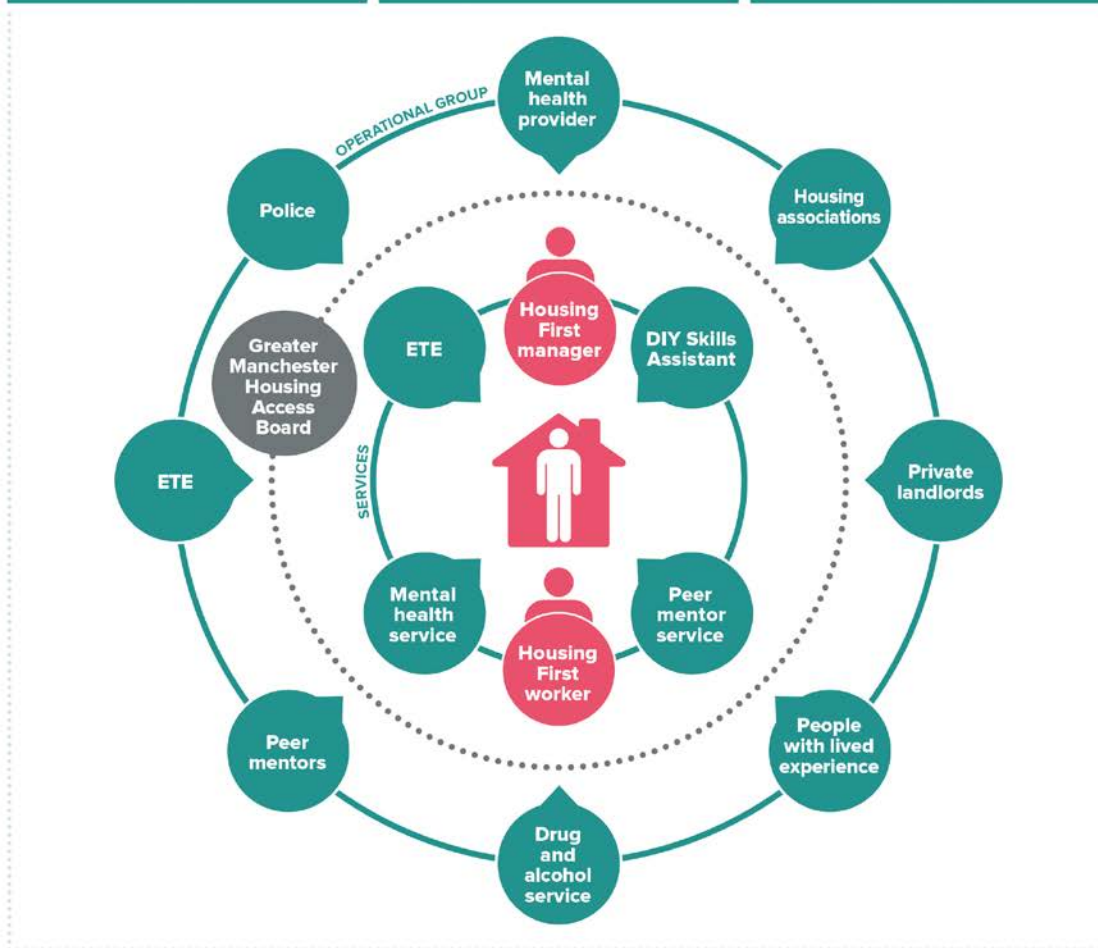 OPERATIONAL GROUP
Mental
health
provider
Police
Housing
associations
Housing
First
manager
ETE
DIY Skills
Assistant
Greater
Manchester
Housing
Access
Board
SERVICES
ETE
Private
landlords
Mental
health
service
Peer
mentor
service
Housing
First
worker
Peer
mentors
People
with lived
experience
Drug
and
alcohol
service